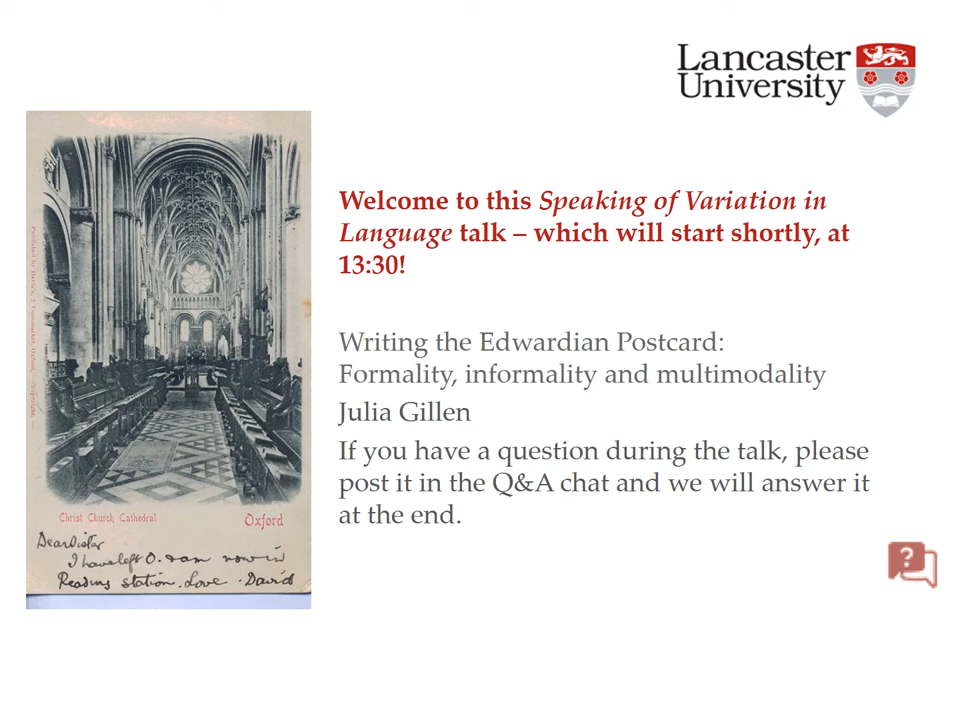 Lancaster
University
Welcome to this Speaking of Variation in
Language talk – which will start shortly, at
13:30!
Writing the Edwardian Postcard:
Formality, informality and multimodality
Julia Gillen
If you have a question during the talk, please
post it in the Q&A chat and we will answer it
at the end.
?
Christ Church Cathedral
Oxford
Dear Sister
I have left O. & am now in
Reading station. Love. David